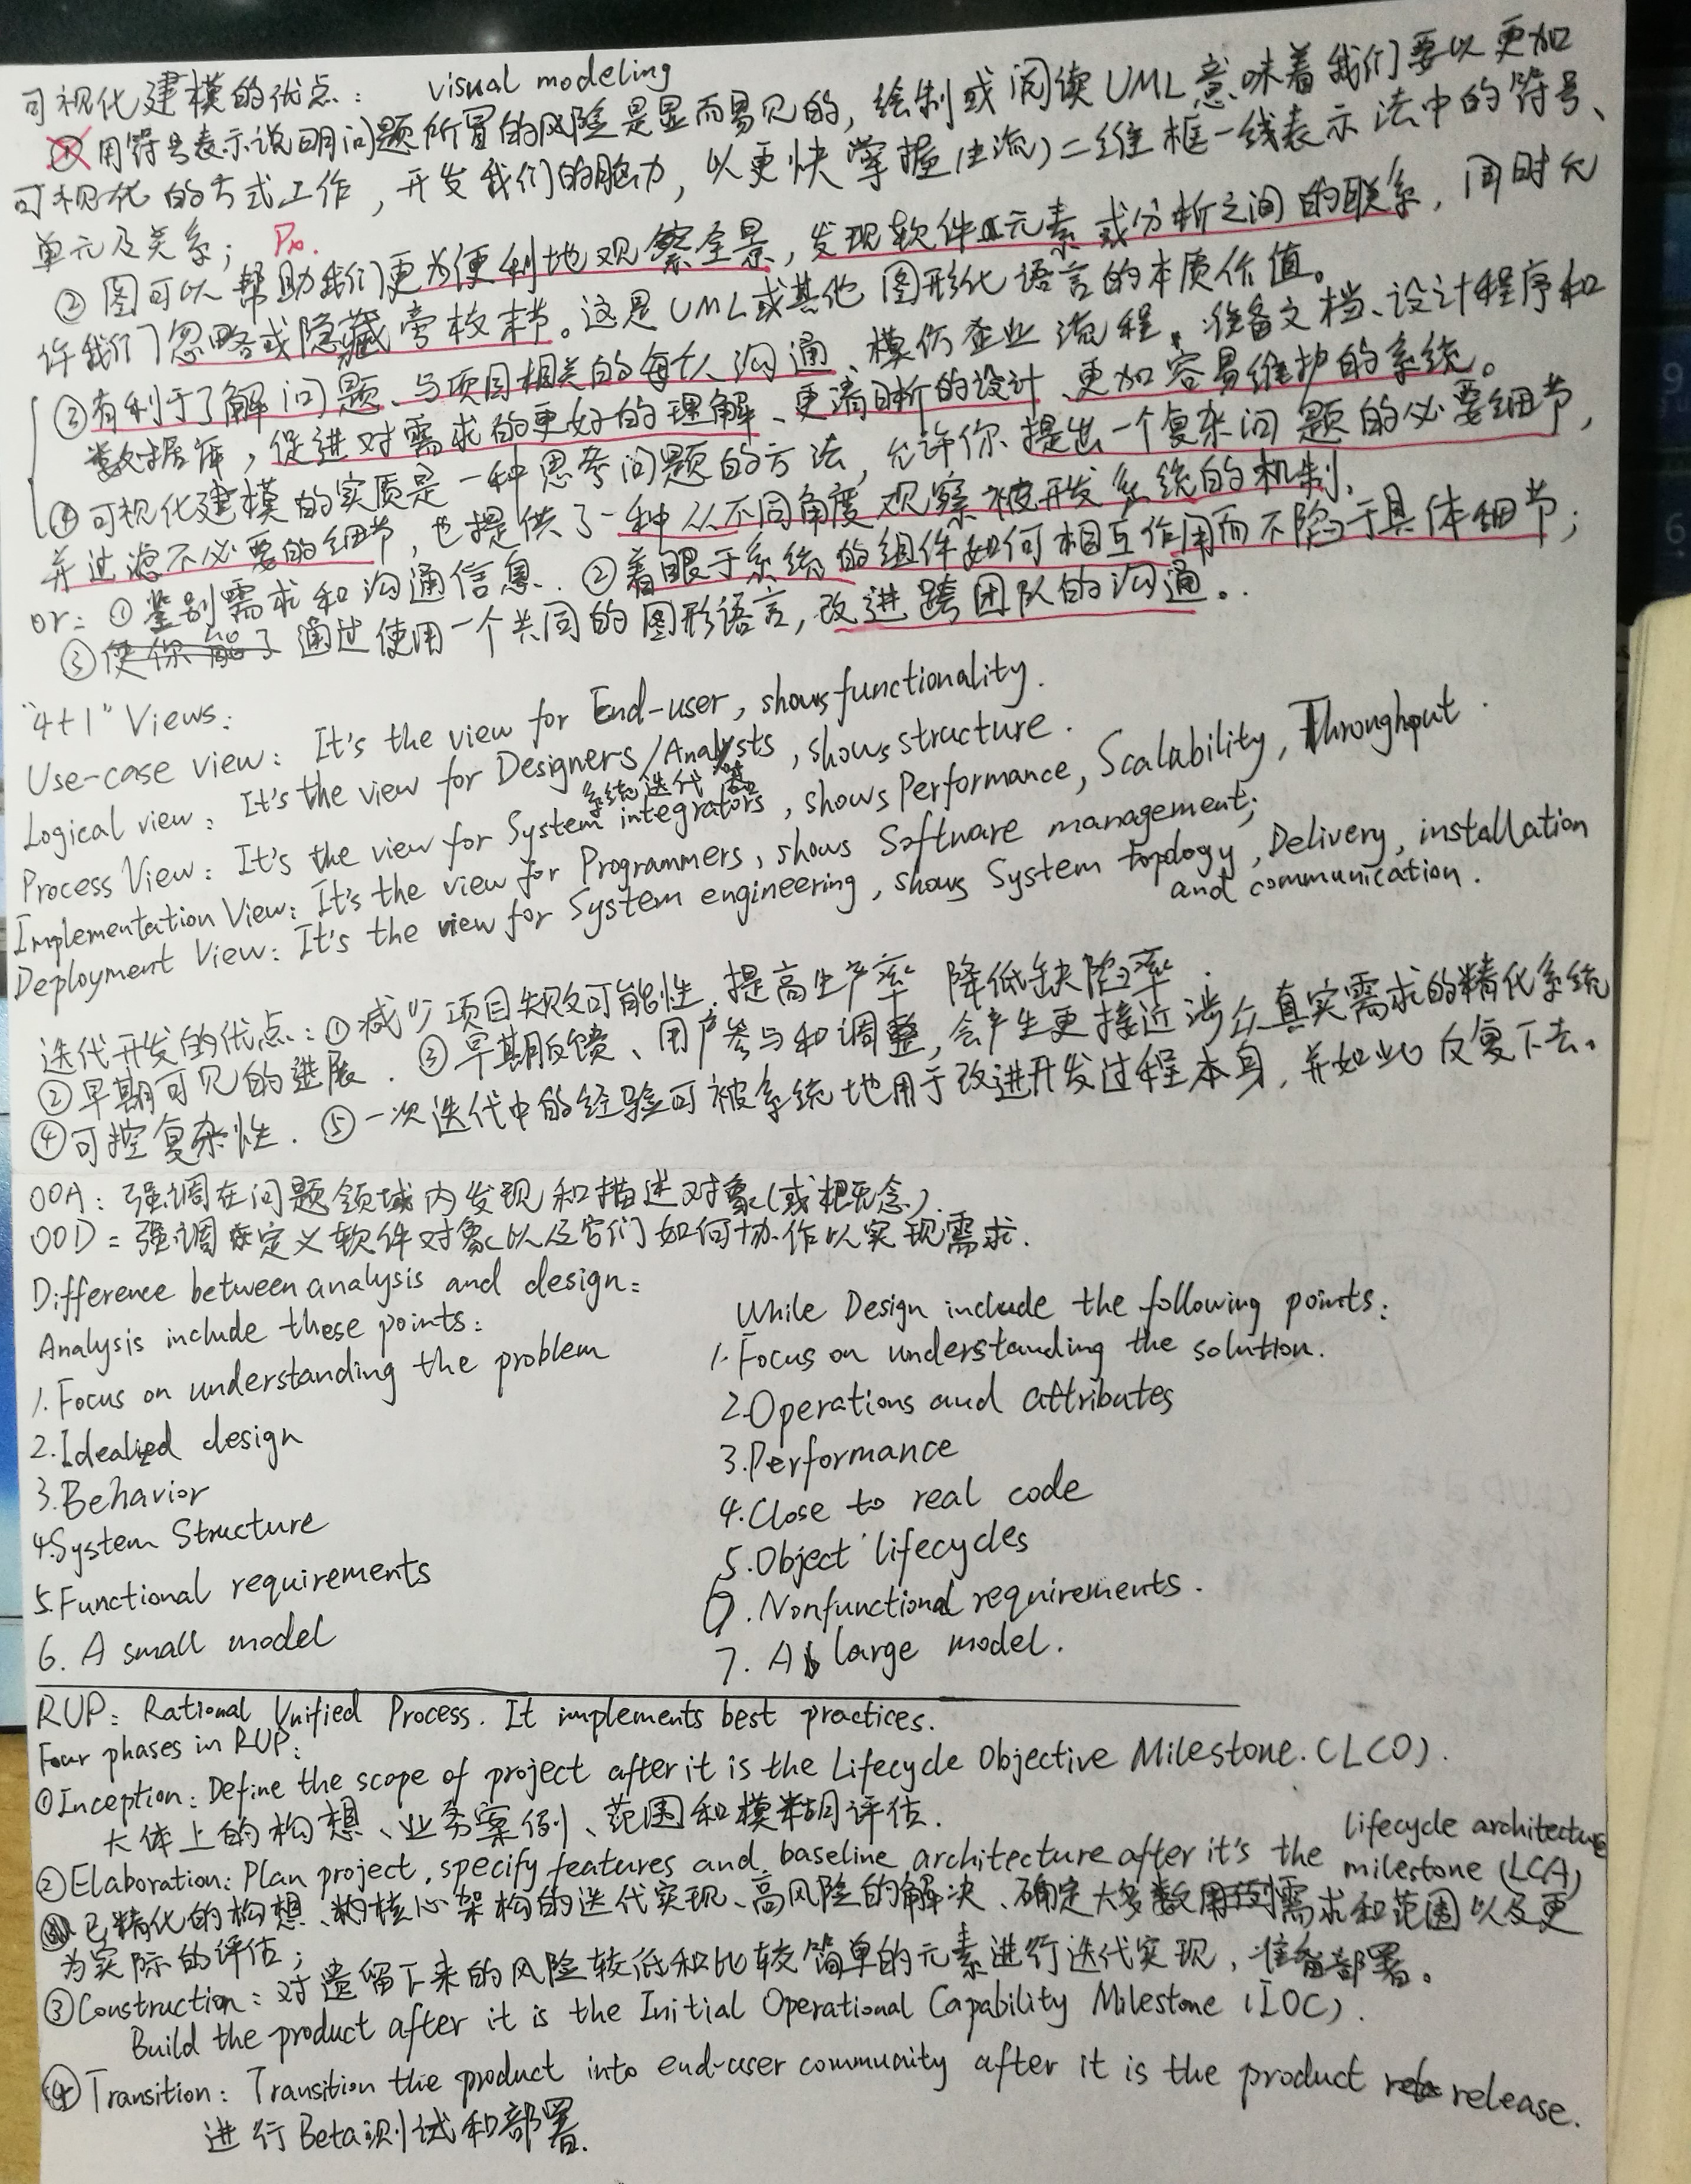 可视化建模的优点： visual modeling
① 用符号表示说明问题所冒的风险是显而易见的，绘制或阅读UML意味着我们要以更加
可视化的方式工作，开发我们的脑力，以更快掌握(主流)二维框一线表示法中的符号、
单元及关系；
② 图可以帮助我们更为便利地观察全景，发现软件元素或分析之间的联系，同时允
许我们忽略或隐藏旁枝末节。这是UML或其他图形化语言的本质价值。
③有利于了解问题、与项目相关的每个人沟通、模仿企业流程、准备文档、设计程序和
数据库，促进对需求的更好的理解、更清晰的设计、更加容易维护的系统。
④可视化建模的实质是一种思考问题的方法，允许你提出一个复杂问题的必要细节，
并过滤不必要的细节，也提供了一种从不同角度观察被开发系统的机制.
or：①鉴别需求和沟通信息. ②着眼于系统的组件如何相互作用而不陷于具体细节；
③通过使用一个共同的图形语言，改进跨团队的沟通。
"4+1" Views:
Use-case view: It's the view for End-user, shows functionality.
Logical view: It's the view for Designers/Analysts, shows structure.
系统迭代器
Process View: It's the view for System integrators, shows Performance, Scalability, Throughput.
Implementation View: It's the view for Programmers, shows Software management;
Deployment View: It's the view for System engineering, shows System topology, Delivery, installation
and communication.
迭代开发的优点：①减少项目失败可能性. 提高生产率 降低缺陷率.
②早期可见的进展. ③早期反馈、用户参与和调整，会产生更接近涉众真实需求的精化系统
④可控复杂性. ⑤一次迭代中的经验可被系统地用于改进开发过程本身，并如此反复下去。
OOA：强调在问题领域内发现和描述对象(或概念).
OOD：强调定义软件对象以及它们如何协作以实现需求.
Difference between analysis and design:
Analysis include these points:
1. Focus on understanding the problem
2. Idealized design
3. Behavior
4. System Structure
5. Functional requirements
6. A small model
While Design include the following points:
1. Focus on understanding the solution.
2. Operations and attributes
3. Performance
4. Close to real code
5. Object lifecycles
6. Nonfunctional requirements.
7. A large model.
RUP: Rational Unified Process. It implements best practices.
Four phases in RUP:
①Inception: Define the scope of project after it is the Lifecycle Objective Milestone. (LCO).
大体上的构想、业务案例、范围和模糊评估.
②Elaboration: Plan project, specify features and baseline architecture after it's the lifecycle architecture
milestone (LCA)
已精化的构想、核心架构的迭代实现、高风险的解决、确定大多数需求和范围以及更
为实际的评估；
③Construction: 对遗留下来的风险较低和比较简单的元素进行迭代实现，准备部署。
Build the product after it is the Initial Operational Capability Milestone (IOC).
④Transition: Transition the product into end-user community after it is the product release.
进行Beta测试和部署.